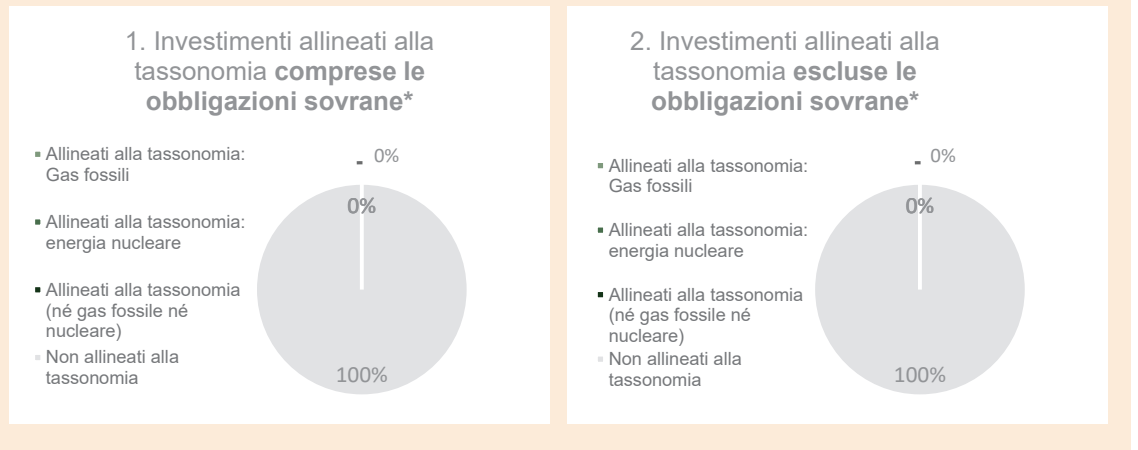 1. Investimenti allineati alla
tassonomia comprese le
obbligazioni sovrane*
Allineati alla tassonomia:
Gas fossili
Allineati alla tassonomia:
energia nucleare
Allineati alla tassonomia
(né gas fossile né
nucleare)
Non allineati alla
tassonomia
0%
0%
100%
2. Investimenti allineati alla
tassonomia escluse le
obbligazioni sovrane*
Allineati alla tassonomia:
Gas fossili
Allineati alla tassonomia:
energia nucleare
Allineati alla tassonomia
(né gas fossile né
nucleare)
Non allineati alla
tassonomia
0%
0%
100%